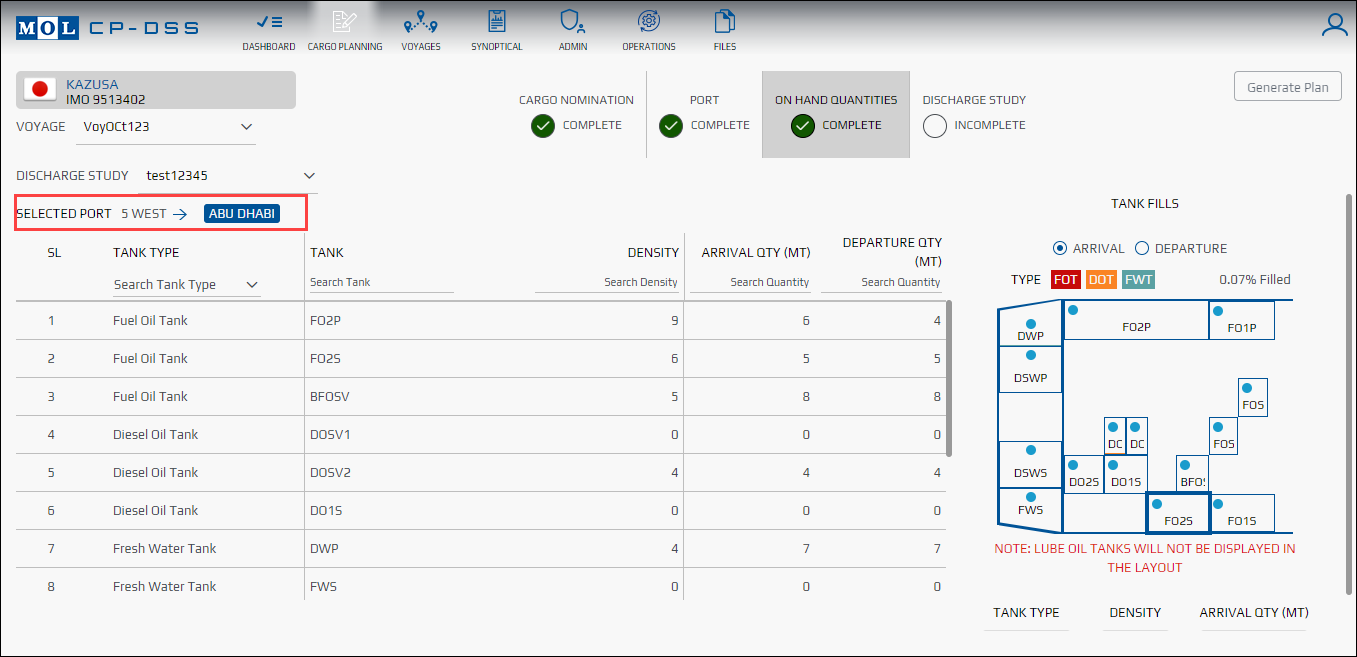 MOL CP-DSS
DASHBOARD CARGO PLANNING VOYAGES SYNOPTICAL ADMIN OPERATIONS FILES
KAZUSA
IMO 9513402
VOYAGE VoyOCt123
CARGO NOMINATION
COMPLETE
PORT
COMPLETE
ON HAND QUANTITIES
COMPLETE
DISCHARGE STUDY
INCOMPLETE
Generate Plan
DISCHARGE STUDY test12345
SELECTED PORT 5 WEST → ABU DHABI
SL TANK TYPE TANK DENSITY ARRIVAL QTY (MT) DEPARTURE QTY
(MT)
Search Tank Type Search Tank Search Density Search Quantity Search Quantity
1 Fuel Oil Tank FO2P 9 6 4
2 Fuel Oil Tank FO2S 6 5 5
3 Fuel Oil Tank BFOSV 5 8 8
4 Diesel Oil Tank DOSV1 0 0 0
5 Diesel Oil Tank DOSV2 4 4 4
6 Diesel Oil Tank DO1S 0 0 0
7 Fresh Water Tank DWP 4 7 7
8 Fresh Water Tank FWS 0 0 0
TANK FILLS
ARRIVAL DEPARTURE
TYPE FOT DOT FWT 0.07% Filled
DWP FO2P FO1P
DSWP
FOS
DC DC FOS
DSWS
DO2S DO1S BFOS
FWS
FO2S FO1S
NOTE: LUBE OIL TANKS WILL NOT BE DISPLAYED IN
THE LAYOUT
TANK TYPE DENSITY ARRIVAL QTY (MT)